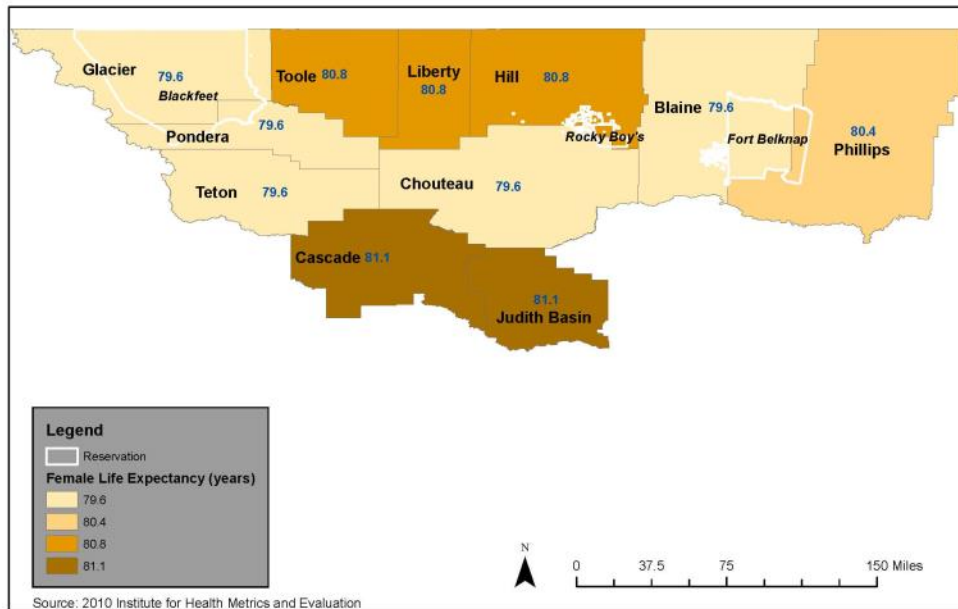 Glacier
79.6
Blackfeet
Toole 80.8
Liberty
80.8
Hill
80.8
Blaine
79.6
Pondera
79.6
Rocky Boy's
Fort Belknap
80.4
Phillips
Teton
79.6
Chouteau
79.6
Cascade 81.1
81.1
Judith Basin
Legend
Reservation
Female Life Expectancy (years)
79.6
80.4
80.8
81.1
N
0 37.5 75 150 Miles
Source: 2010 Institute for Health Metrics and Evaluation